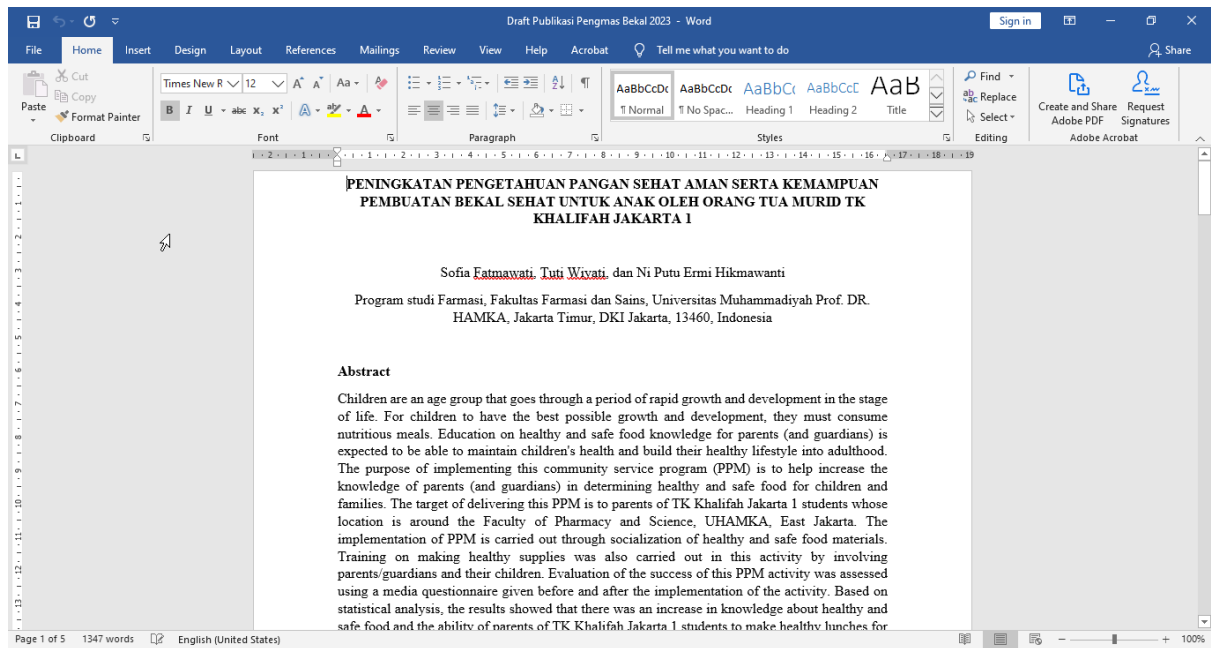 Draft Publikasi Pengmas Bekal 2023 - Word
Sign in
File Home Insert Design Layout References Mailings Review View Help Acrobat Tell me what you want to do Share
Cut
Copy
Format Painter
Paste
Times New R 12
AaBbCcDc AaBbCcDc AaBbCc AaBbCcE AaB
¶ Normal ¶ No Spac... Heading 1 Heading 2 Title
Find
Replace
Select
Create and Share Adobe PDF
Request Signatures
Clipboard Font Paragraph Styles Editing Adobe Acrobat
PENINGKATAN PENGETAHUAN PANGAN SEHAT AMAN SERTA KEMAMPUAN
PEMBUATAN BEKAL SEHAT UNTUK ANAK OLEH ORANG TUA MURID TK
KHALIFAH JAKARTA 1
Sofia Fatmawati, Tuti Wiyati, dan Ni Putu Ermi Hikmawanti
Program studi Farmasi, Fakultas Farmasi dan Sains, Universitas Muhammadiyah Prof. DR.
HAMKA, Jakarta Timur, DKI Jakarta, 13460, Indonesia
Abstract
Children are an age group that goes through a period of rapid growth and development in the stage
of life. For children to have the best possible growth and development, they must consume
nutritious meals. Education on healthy and safe food knowledge for parents (and guardians) is
expected to be able to maintain children's health and build their healthy lifestyle into adulthood.
The purpose of implementing this community service program (PPM) is to help increase the
knowledge of parents (and guardians) in determining healthy and safe food for children and
families. The target of delivering this PPM is to parents of TK Khalifah Jakarta 1 students whose
location is around the Faculty of Pharmacy and Science, UHAMKA, East Jakarta. The
implementation of PPM is carried out through socialization of healthy and safe food materials.
Training on making healthy supplies was also carried out in this activity by involving
parents/guardians and their children. Evaluation of the success of this PPM activity was assessed
using a media questionnaire given before and after the implementation of the activity. Based on
statistical analysis, the results showed that there was an increase in knowledge about healthy and
safe food and the ability of parents of TK Khalifah Jakarta 1 students to make healthy lunches for
Page 1 of 5 1347 words English (United States) 100%